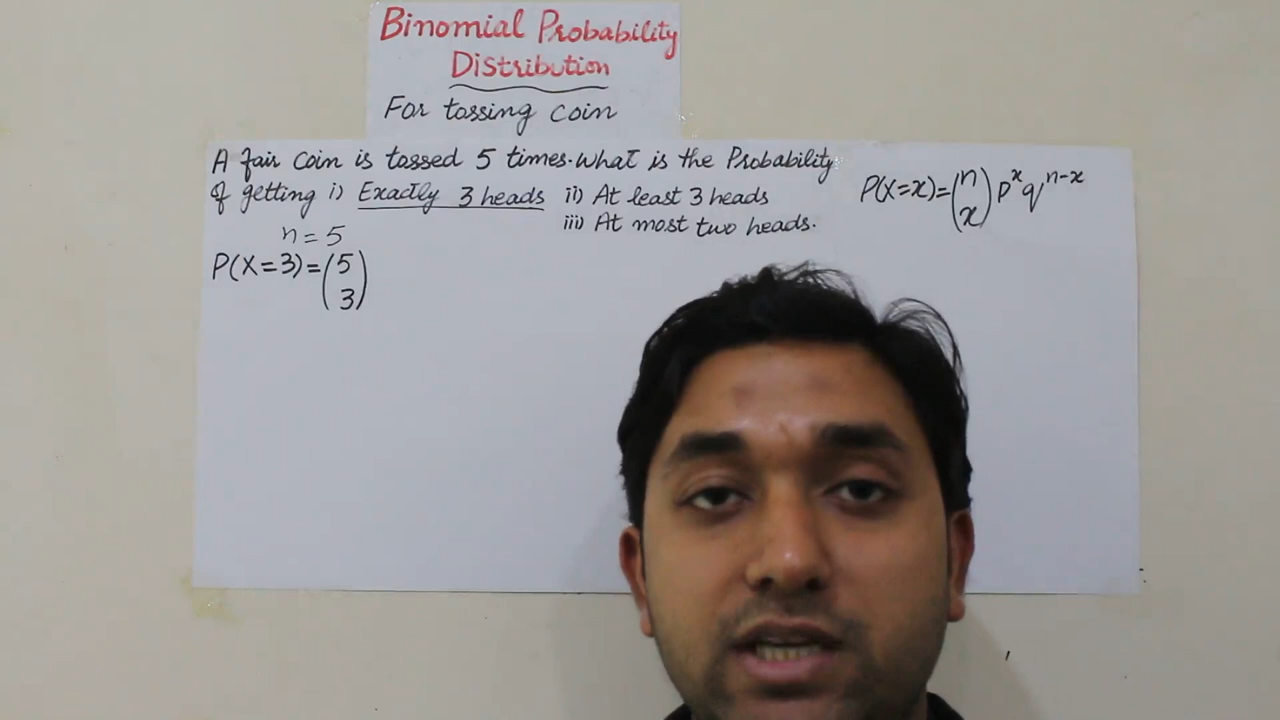 Binomial Probability
Distribution
For tossing coin
A fair coin is tossed 5 times. What is the Probability
of getting i) Exactly 3 heads ii) At least 3 heads
iii) At most two heads.
P(X=x)=(n x) p^x q^n-x
n=5
P(X=3)=(5 3)